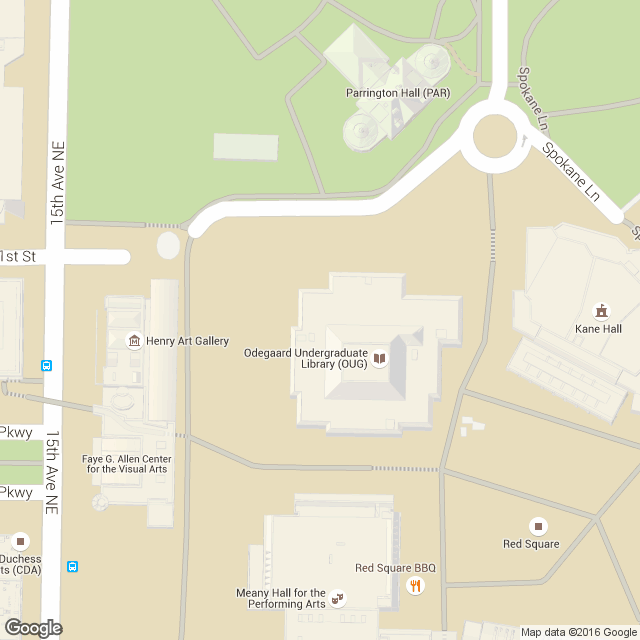 Parrington Hall (PAR)
Spokane Ln
Spokane Ln
15th Ave NE
1st St
Kane Hall
Henry Art Gallery
Odegaard Undergraduate
Library (OUG)
Pkwy
15th Ave NE
Faye G. Allen Center
for the Visual Arts
Pkwy
Red Square
Duchess
ts (CDA)
Red Square BBQ
Meany Hall for the
Performing Arts
Google
Map data ©2016 Google